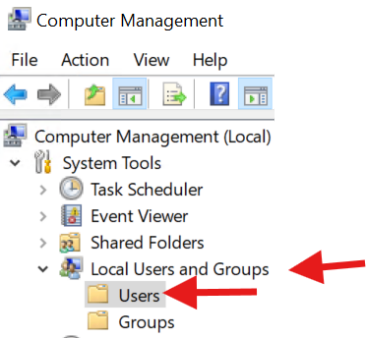 Computer Management
File Action View Help
Computer Management (Local)
System Tools
Task Scheduler
Event Viewer
Shared Folders
Local Users and Groups
Users
Groups